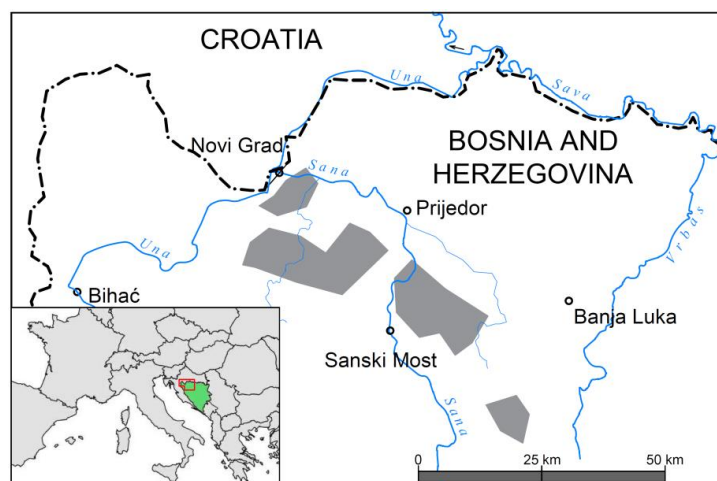 CROATIA
Una
Sava
Novi Grad
BOSNIA AND
HERZEGOVINA
Sana
Prijedor
Una
Vrbas
Bihać
Banja Luka
Sanski Most
Sana
0
25 km
50 km